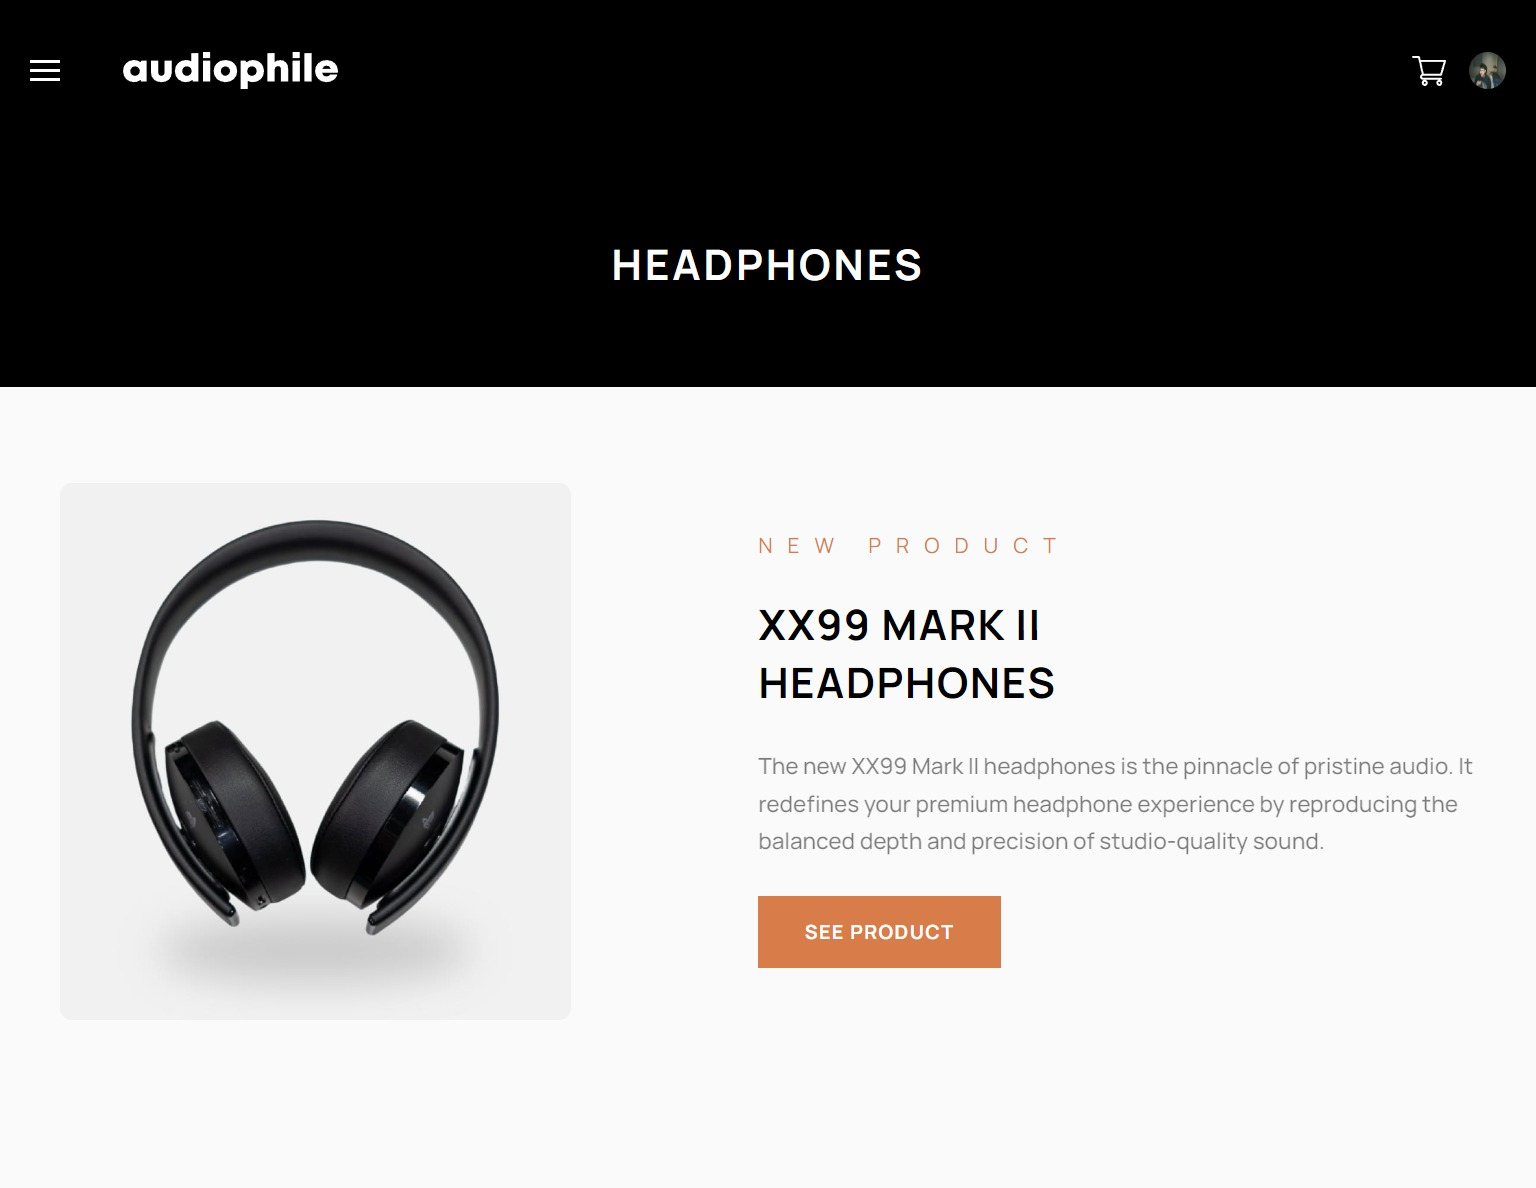 audiophile
HEADPHONES
NEW PRODUCT
XX99 MARK II
HEADPHONES
The new XX99 Mark II headphones is the pinnacle of pristine audio. It
redefines your premium headphone experience by reproducing the
balanced depth and precision of studio-quality sound.
SEE PRODUCT